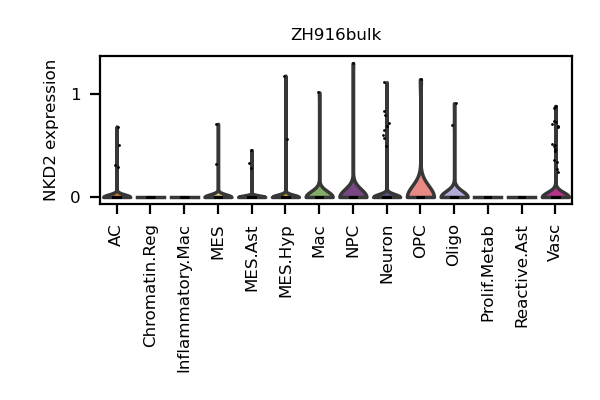 ZH916bulk
NKD2 expression
1
0
AC
Chromatin.Reg
Inflammatory.Mac
MES
MES.Ast
MES.Hyp
Mac
NPC
Neuron
OPC
Oligo
Prolif.Metab
Reactive.Ast
Vasc